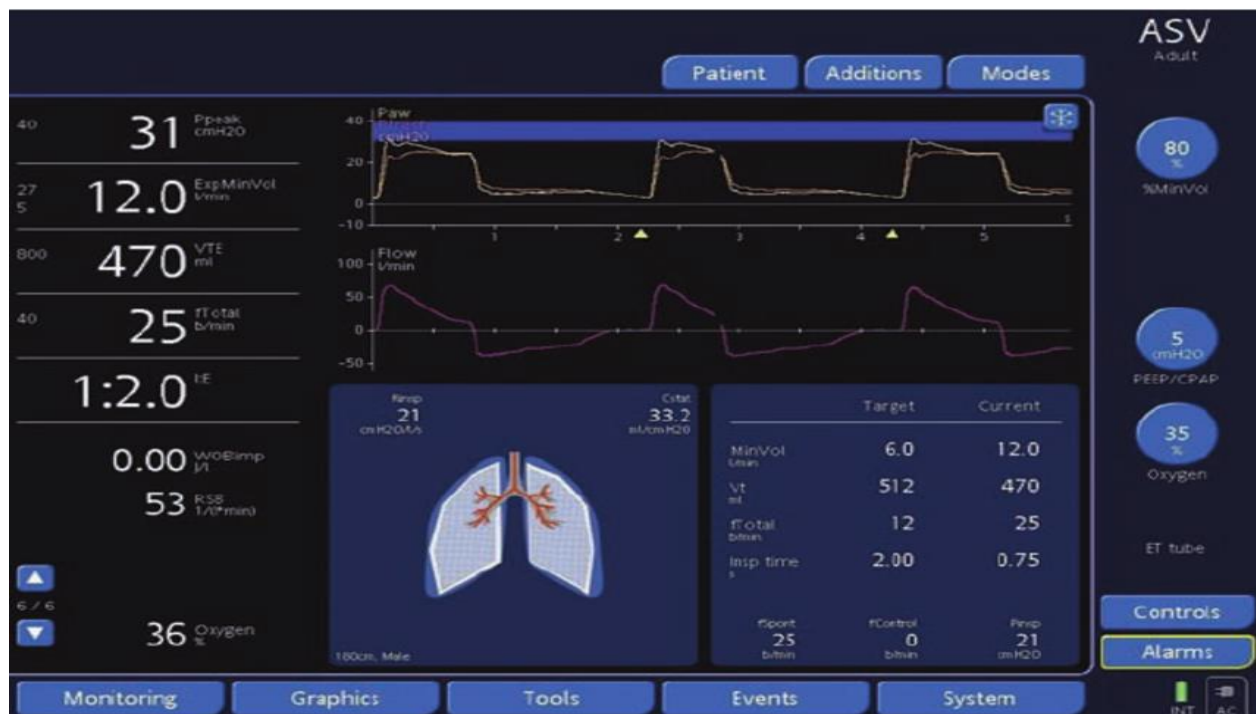 ASV
Adult
Patient
Additions
Modes
40
31
Ppeak
cmH2O
27
5
12.0
ExpMinVol
l/min
800
470
VTE
ml
40
25
fTotal
b/min
1:2.0
I:E
0.00
WOBimp
J/l
53
RSB
1/(l*min)
6 / 6
36
Oxygen
%
Paw
cmH2O
40
20
0
-10
1
2
3
4
5
s
Flow
l/min
100
50
0
-50
Rinsp
21
cmH2O/l/s
Cstat
33.2
ml/cmH2O
180cm, Male
Target Current
MinVol 6.0 12.0
l/min
Vt 512 470
ml
fTotal 12 25
b/min
Insp time 2.00 0.75
s
fSpont fControl Pinsp
25 0 21
b/min b/min cmH2O
80
%
%MinVol
5
cmH2O
PEEP/CPAP
35
%
Oxygen
ET tube
Controls
Alarms
Monitoring
Graphics
Tools
Events
System
INT
AC